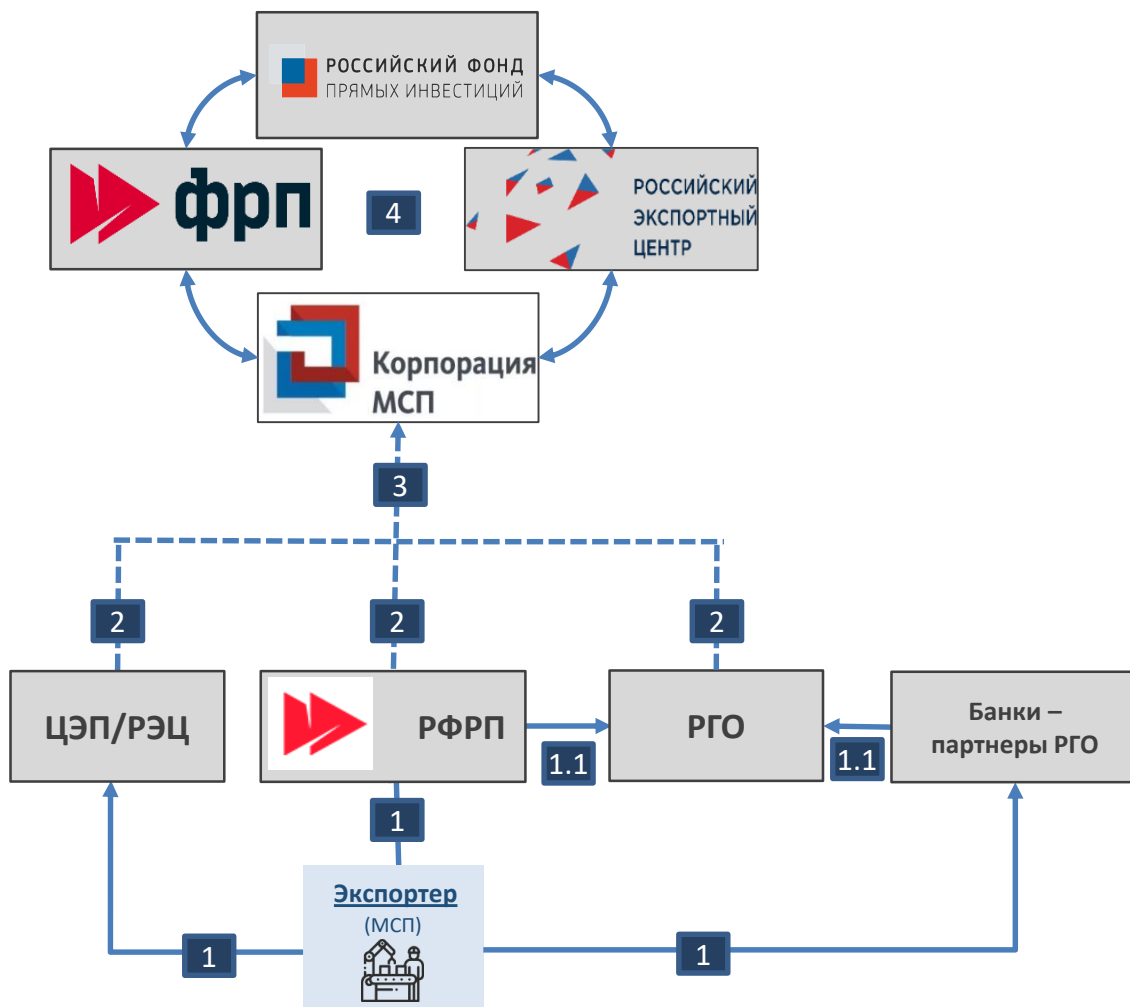 РОССИЙСКИЙ ФОНД
ПРЯМЫХ ИНВЕСТИЦИЙ
фрп
4
РОССИЙСКИЙ
ЭКСПОРТНЫЙ
ЦЕНТР
Корпорация
МСП
3
2
2
2
ЦЭП/РЭЦ
РФРП
РГО
Банки –
партнеры РГО
1.1
1.1
1
Экспортер
(МСП)
1
1